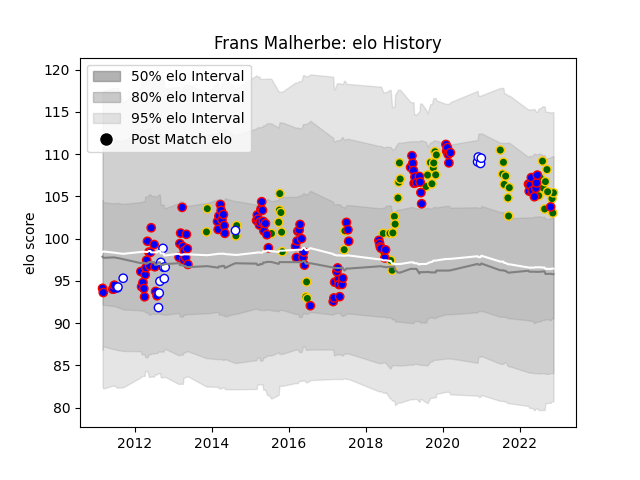 Frans Malherbe: elo History
50% elo Interval
80% elo Interval
95% elo Interval
Post Match elo
elo score
120
115
110
105
100
95
90
85
80
2012 2014 2016 2018 2020 2022